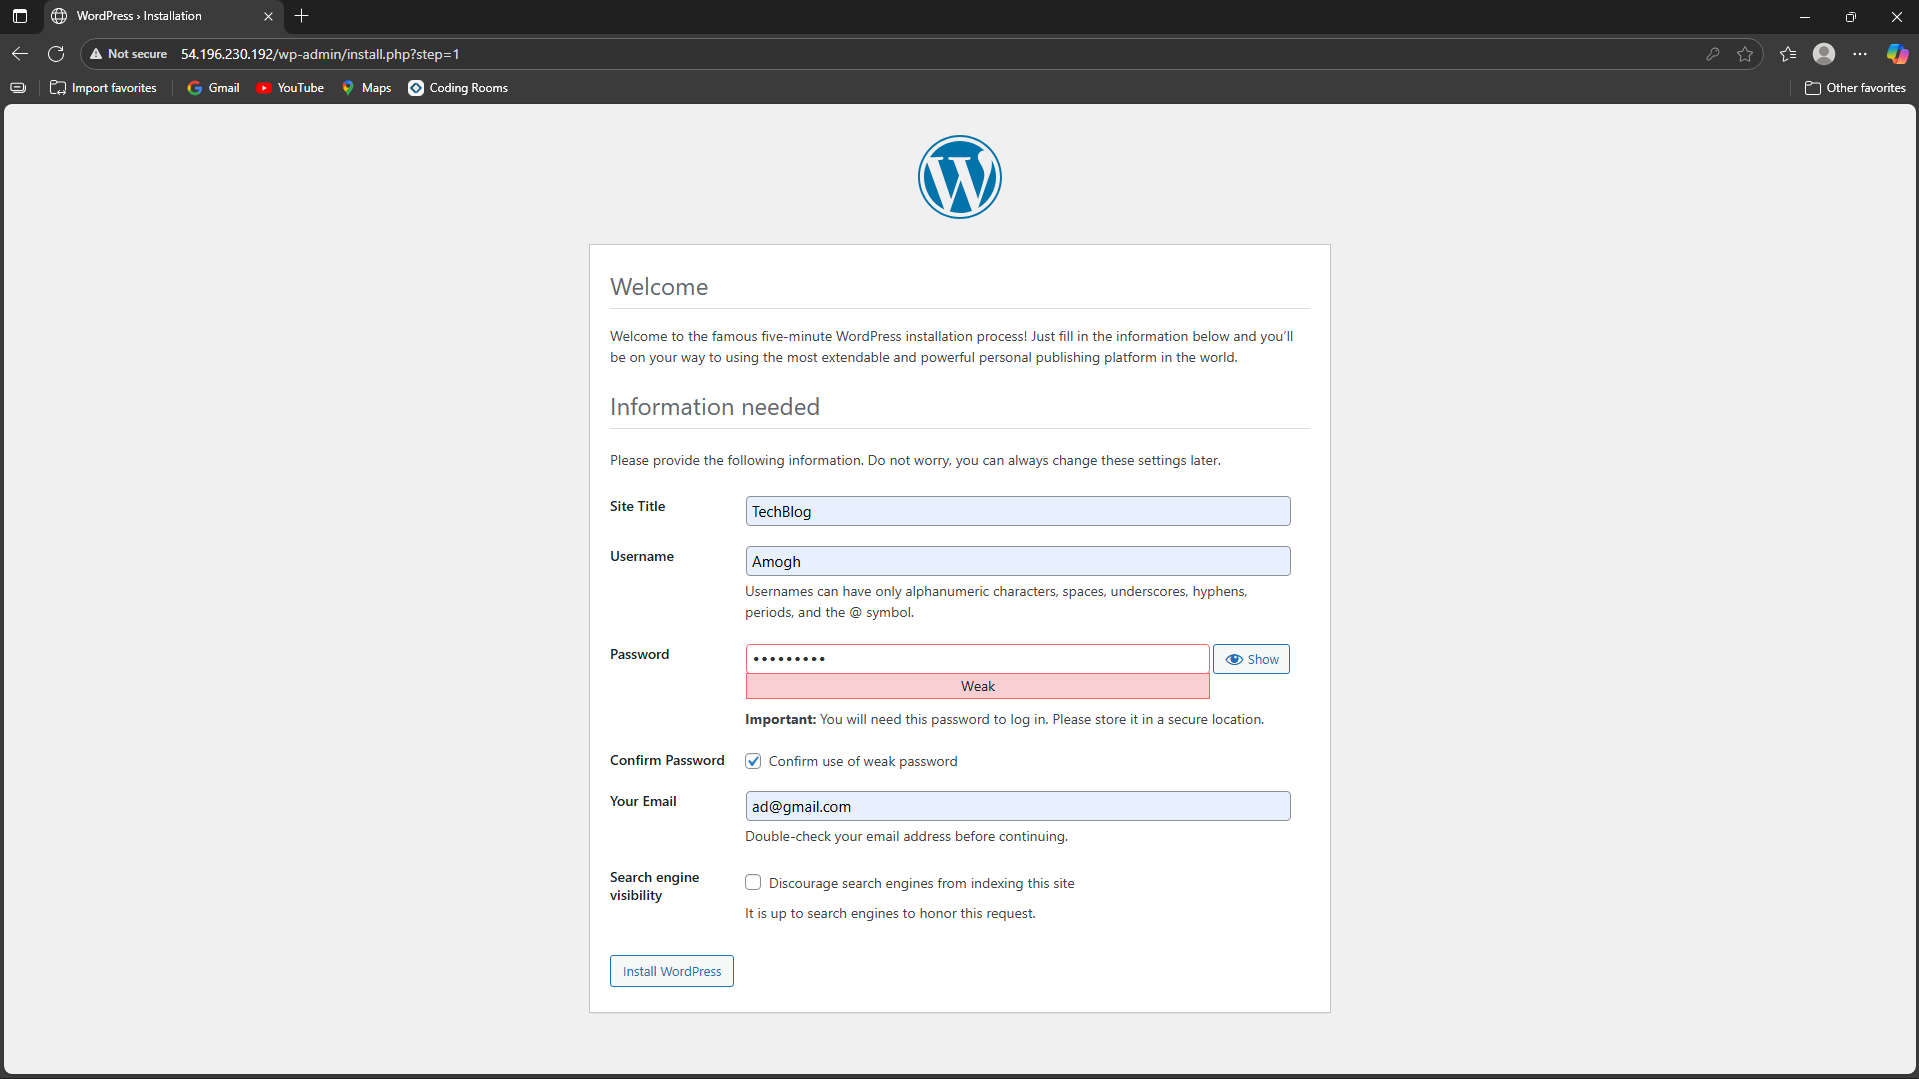 WordPress › Installation
Not secure 54.196.230.192/wp-admin/install.php?step=1
Import favorites Gmail YouTube Maps Coding Rooms Other favorites
Welcome
Welcome to the famous five-minute WordPress installation process! Just fill in the information below and you’ll
be on your way to using the most extendable and powerful personal publishing platform in the world.
Information needed
Please provide the following information. Do not worry, you can always change these settings later.
Site Title TechBlog
Username Amogh
Usernames can have only alphanumeric characters, spaces, underscores, hyphens,
periods, and the @ symbol.
Password ••••••••• Show
Weak
Important: You will need this password to log in. Please store it in a secure location.
Confirm Password Confirm use of weak password
Your Email ad@gmail.com
Double-check your email address before continuing.
Search engine
visibility
Discourage search engines from indexing this site
It is up to search engines to honor this request.
Install WordPress